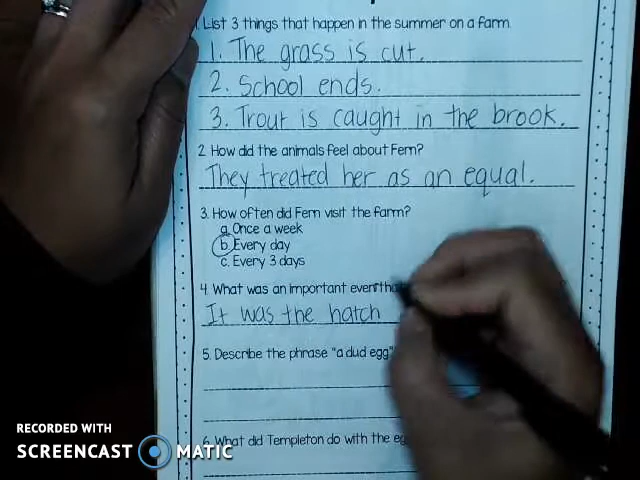 . List 3 things that happen in the summer on a farm.
1. The grass is cut.
2. School ends.
3. Trout is caught in the brook.
2. How did the animals feel about Fern?
They treated her as an equal.
3. How often did Fern visit the farm?
a. Once a week
b. Every day
c. Every 3 days
4. What was an important event
It was the hatch
5. Describe the phrase "a dud egg"
6. What did Templeton do with the
RECORDED WITH
SCREENCAST MATIC